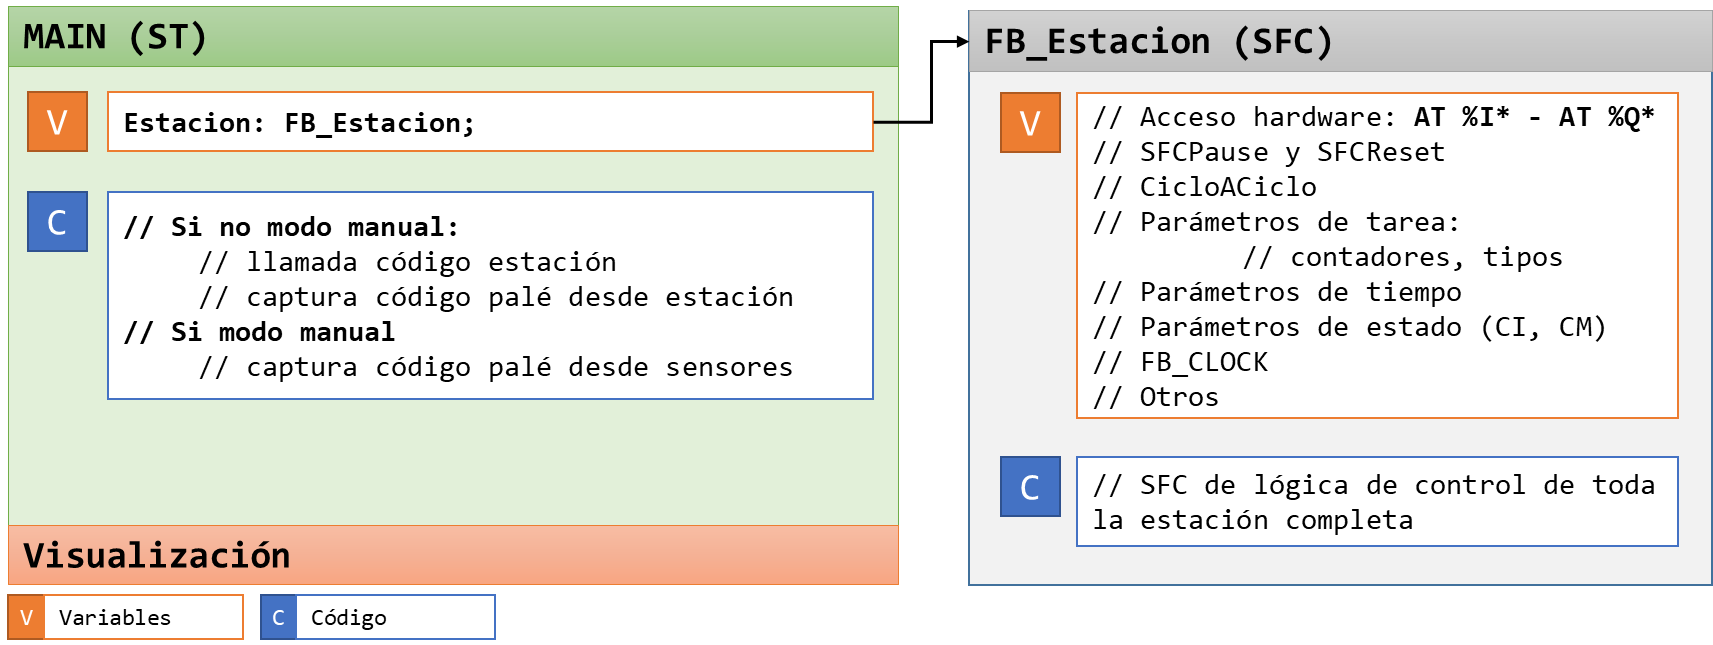 MAIN (ST)
V
Estacion: FB_Estacion;
C
// Si no modo manual:
// llamada código estación
// captura código palé desde estación
// Si modo manual
// captura código palé desde sensores
Visualización
V Variables
C Código
FB_Estacion (SFC)
V
// Acceso hardware: AT %I* - AT %Q*
// SFCPause y SFCReset
// CicloACiclo
// Parámetros de tarea:
// contadores, tipos
// Parámetros de tiempo
// Parámetros de estado (CI, CM)
// FB_CLOCK
// Otros
C
// SFC de lógica de control de toda
la estación completa